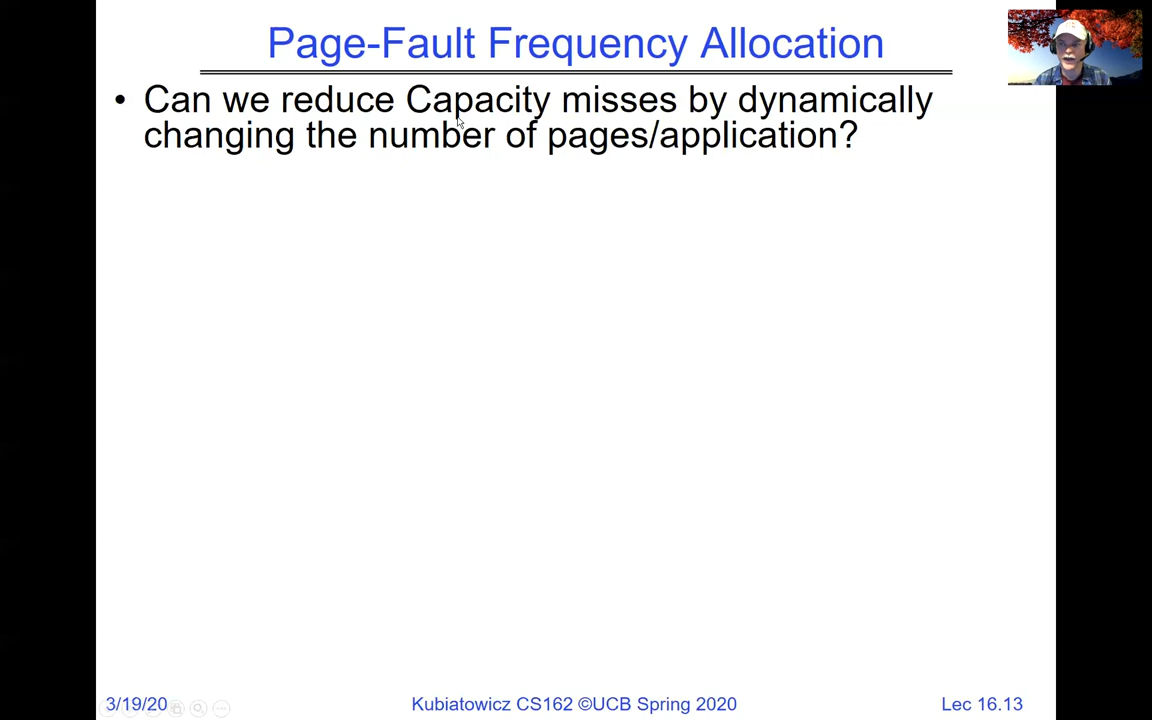 Page-Fault Frequency Allocation
• Can we reduce Capacity misses by dynamically
changing the number of pages/application?
3/19/20
Kubiatowicz CS162 ©UCB Spring 2020
Lec 16.13